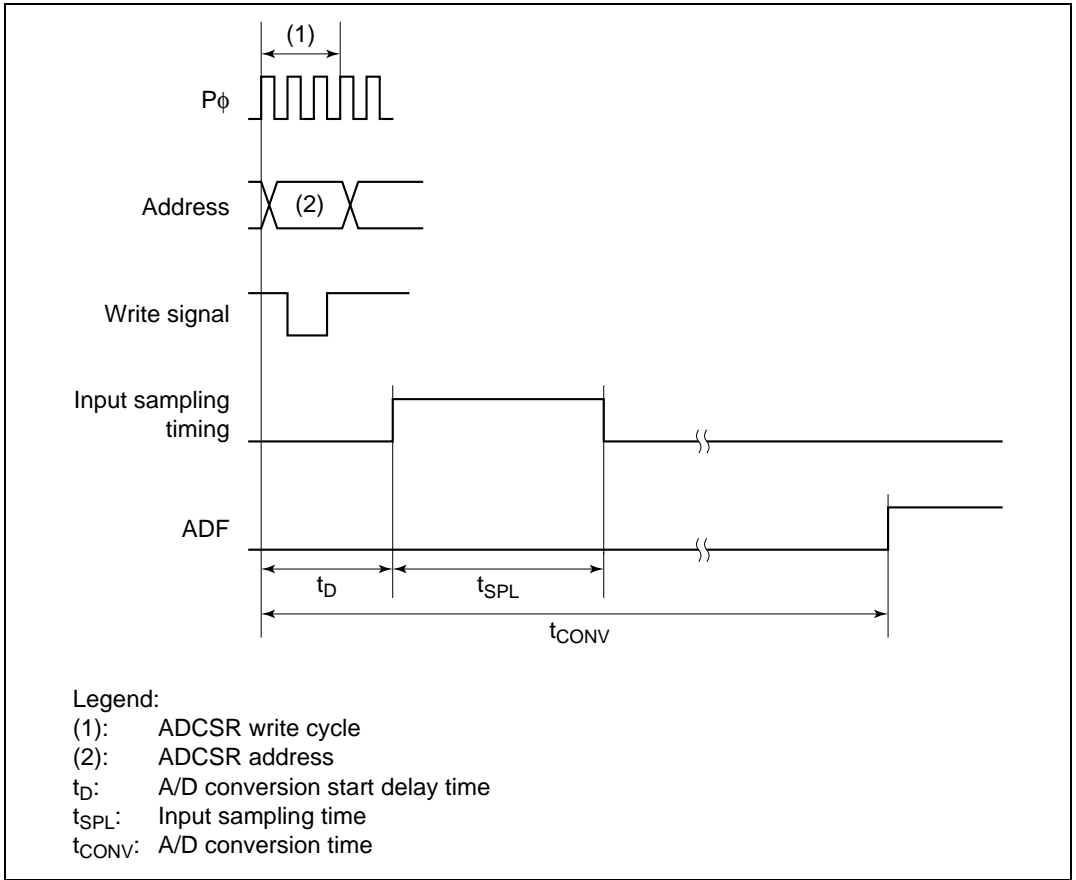 (1)
Pϕ
Address
(2)
Write signal
Input sampling
timing
ADF
tD
tSPL
tCONV
Legend:
(1): ADCSR write cycle
(2): ADCSR address
tD: A/D conversion start delay time
tSPL: Input sampling time
tCONV: A/D conversion time